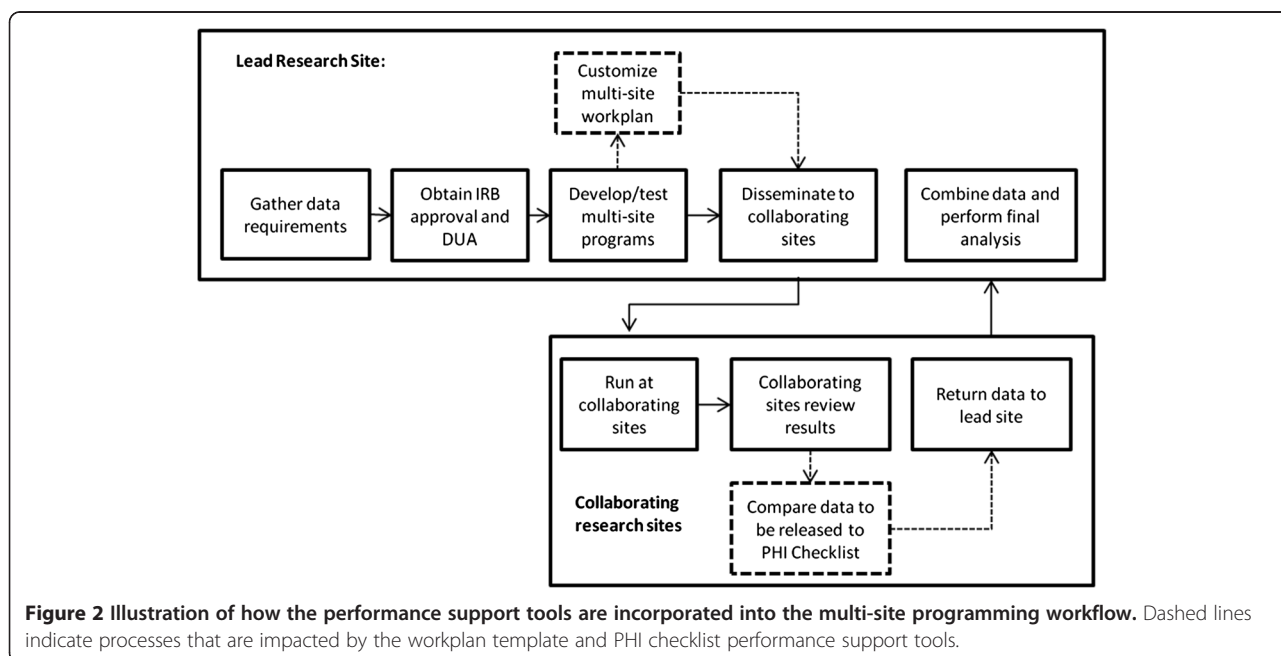 Lead Research Site:
Customize
multi-site
workplan
Gather data
requirements
Obtain IRB
approval and
DUA
Develop/test
multi-site
programs
Disseminate to
collaborating
sites
Combine data and
perform final
analysis
Run at
collaborating
sites
Collaborating
sites review
results
Return data to
lead site
Collaborating
research sites
Compare data to
be released to
PHI Checklist
Figure 2 Illustration of how the performance support tools are incorporated into the multi-site programming workflow. Dashed lines
indicate processes that are impacted by the workplan template and PHI checklist performance support tools.